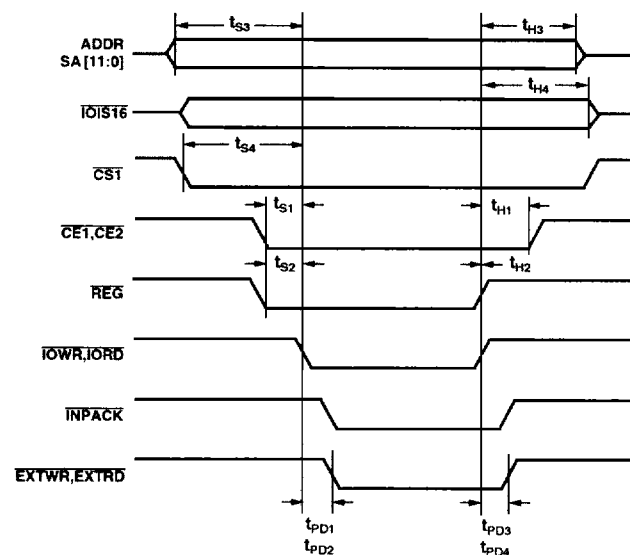 tS3
tH3
ADDR
SA [11:0]
tH4
IOIS16
tS4
CS1
tS1
tH1
CE1,CE2
tS2
tH2
REG
IOWR,IORD
INPACK
EXTWR,EXTRD
tPD1
tPD3
tPD2
tPD4